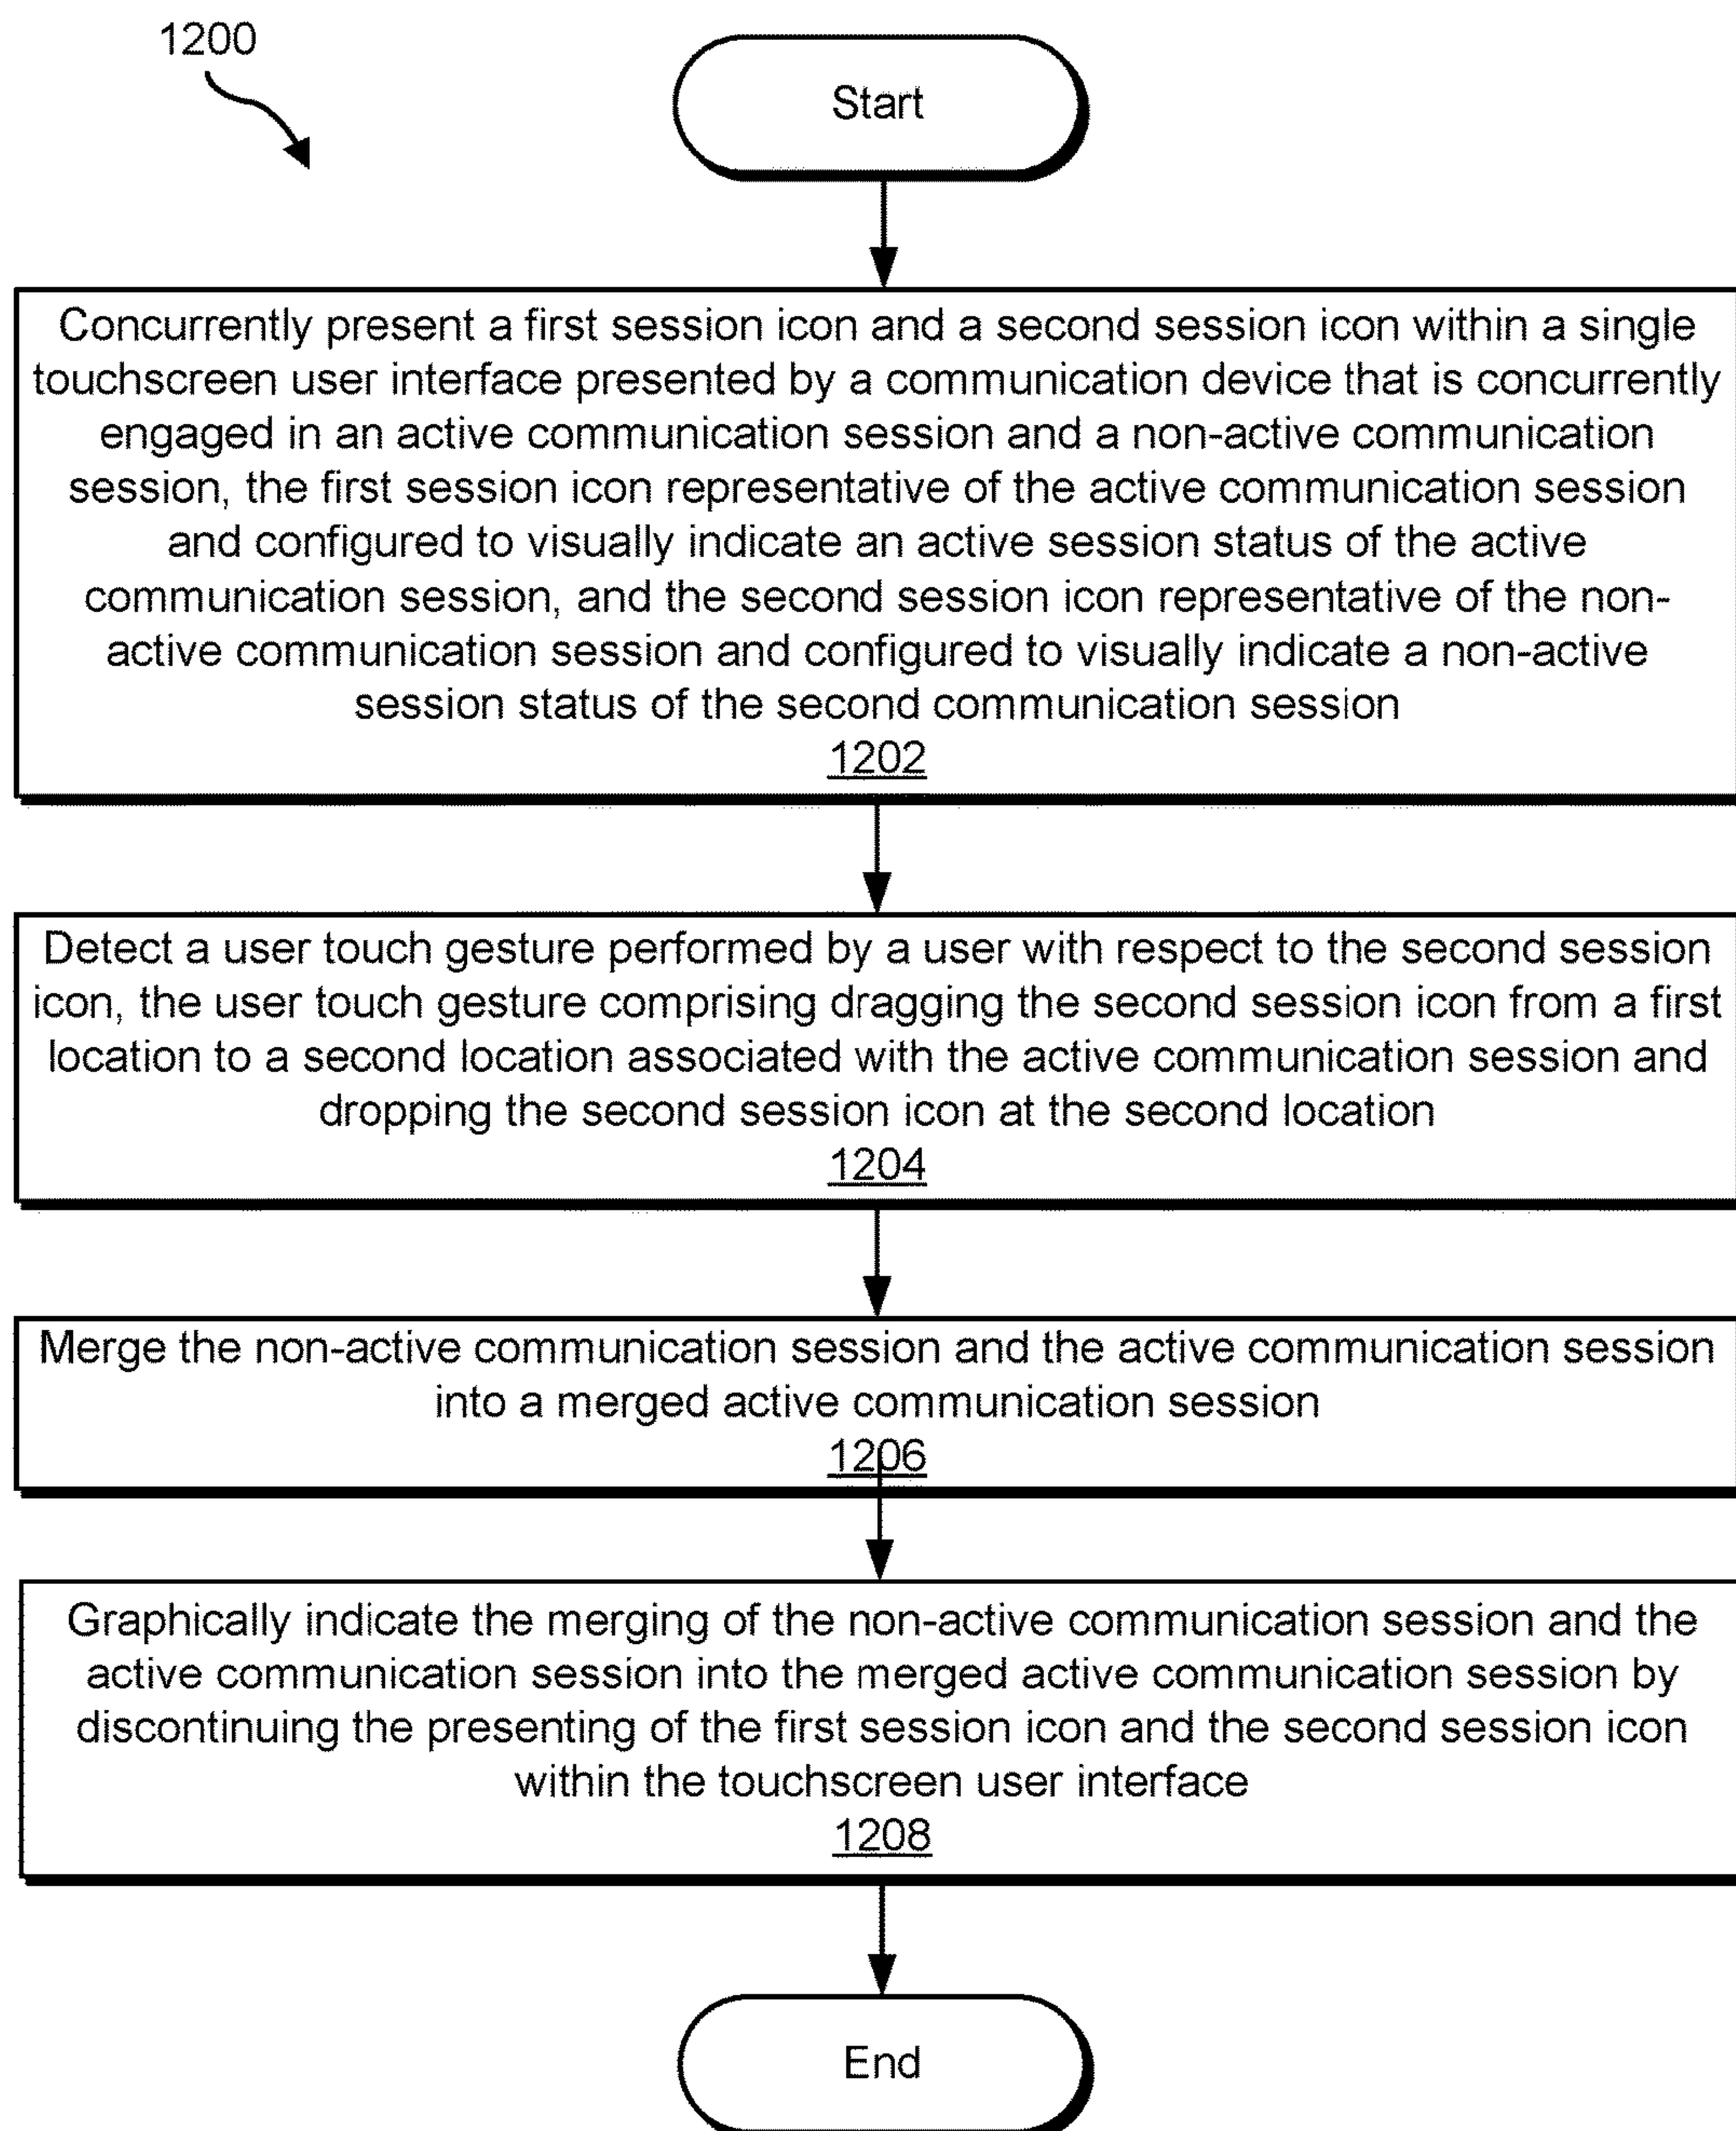 1200
Start
Concurrently present a first session icon and a second session icon within a single
touchscreen user interface presented by a communication device that is concurrently
engaged in an active communication session and a non-active communication
session, the first session icon representative of the active communication session
and configured to visually indicate an active session status of the active
communication session, and the second session icon representative of the non-
active communication session and configured to visually indicate a non-active
session status of the second communication session
1202
Detect a user touch gesture performed by a user with respect to the second session
icon, the user touch gesture comprising dragging the second session icon from a first
location to a second location associated with the active communication session and
dropping the second session icon at the second location
1204
Merge the non-active communication session and the active communication session
into a merged active communication session
1206
Graphically indicate the merging of the non-active communication session and the
active communication session into the merged active communication session by
discontinuing the presenting of the first session icon and the second session icon
within the touchscreen user interface
1208
End